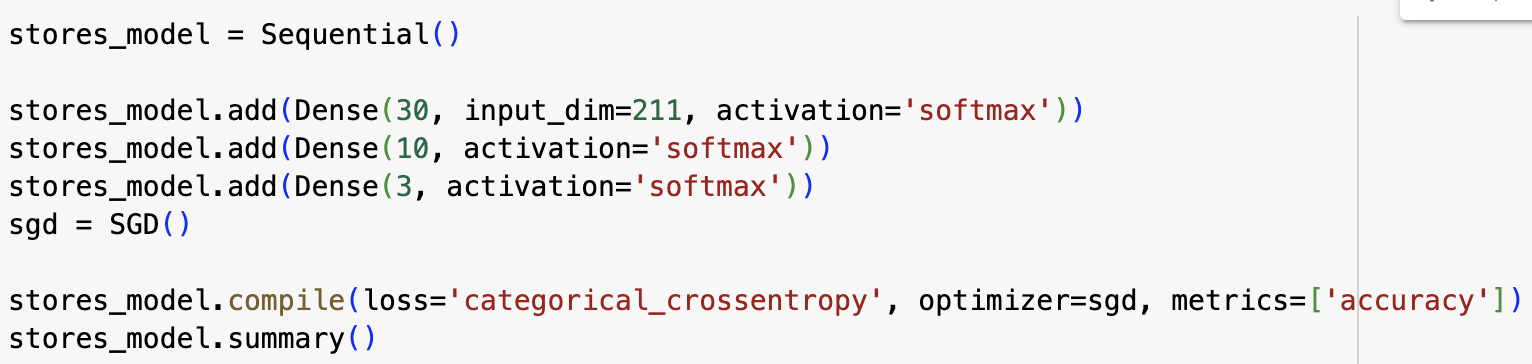 stores_model = Sequential()
stores_model.add(Dense(30, input_dim=211, activation='softmax'))
stores_model.add(Dense(10, activation='softmax'))
stores_model.add(Dense(3, activation='softmax'))
sgd = SGD()
stores_model.compile(loss='categorical_crossentropy', optimizer=sgd, metrics=['accuracy'])
stores_model.summary()